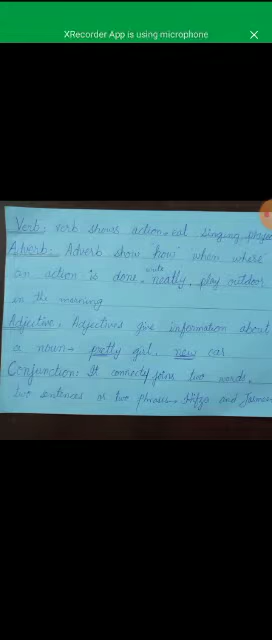 XRecorder App is using microphone
Verb: Verb shows action. eat, singing, played
Adverb: Adverb show "how" when where
an action is done. write neatly, play outdoor
in the morning
Adjective. Adjectives give information about
a noun→ pretty girl, new car
Conjunction: It connects/joins two words,
two sentences or two phrases. and